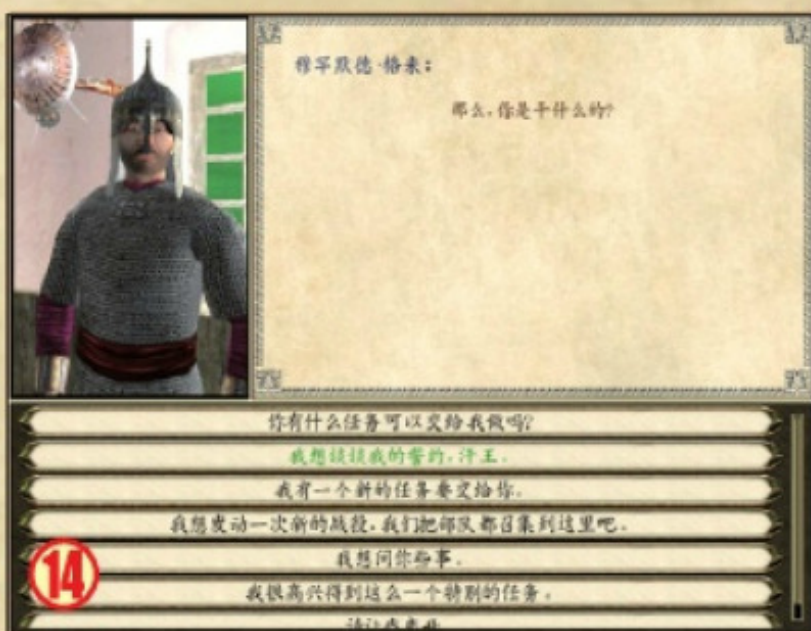 穆罕默德·格来：
那么，你是干什么的？
你有什么任务可以交给我做吗？
我想谈谈我的誓约，汗王。
我有一个新的任务要交给你。
我想发动一次新的战役，我们把部队都召集到这里吧。
我想问你些事。
我很高兴得到这么一个特别的任务。
14